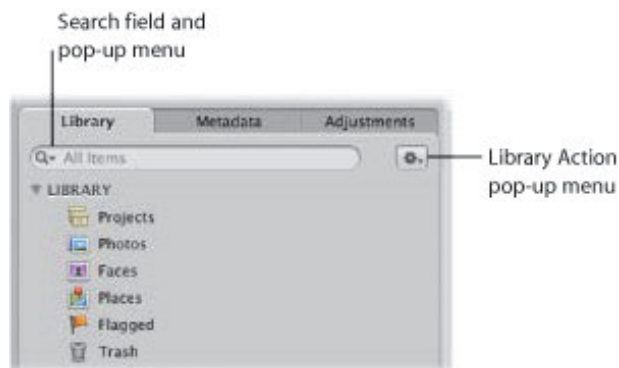 Search field and
pop-up menu
Library Metadata Adjustments
All Items
Library Action
pop-up menu
LIBRARY
Projects
Photos
Faces
Places
Flagged
Trash